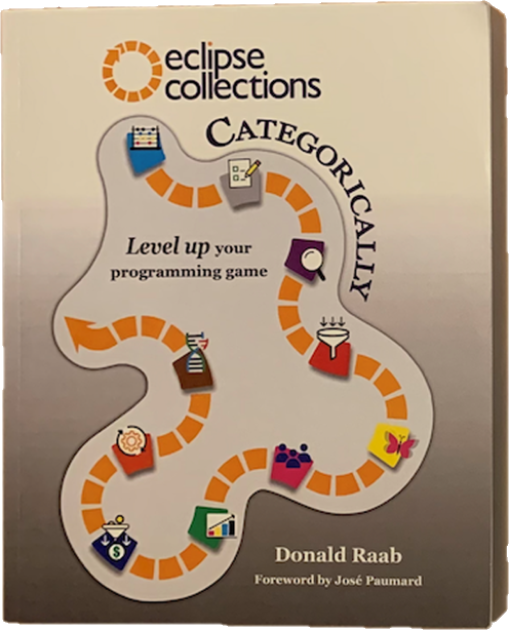 eclipse
collections
CATEGORICALLY
Level up your
programming game
$
Donald Raab
Foreword by José Paumard